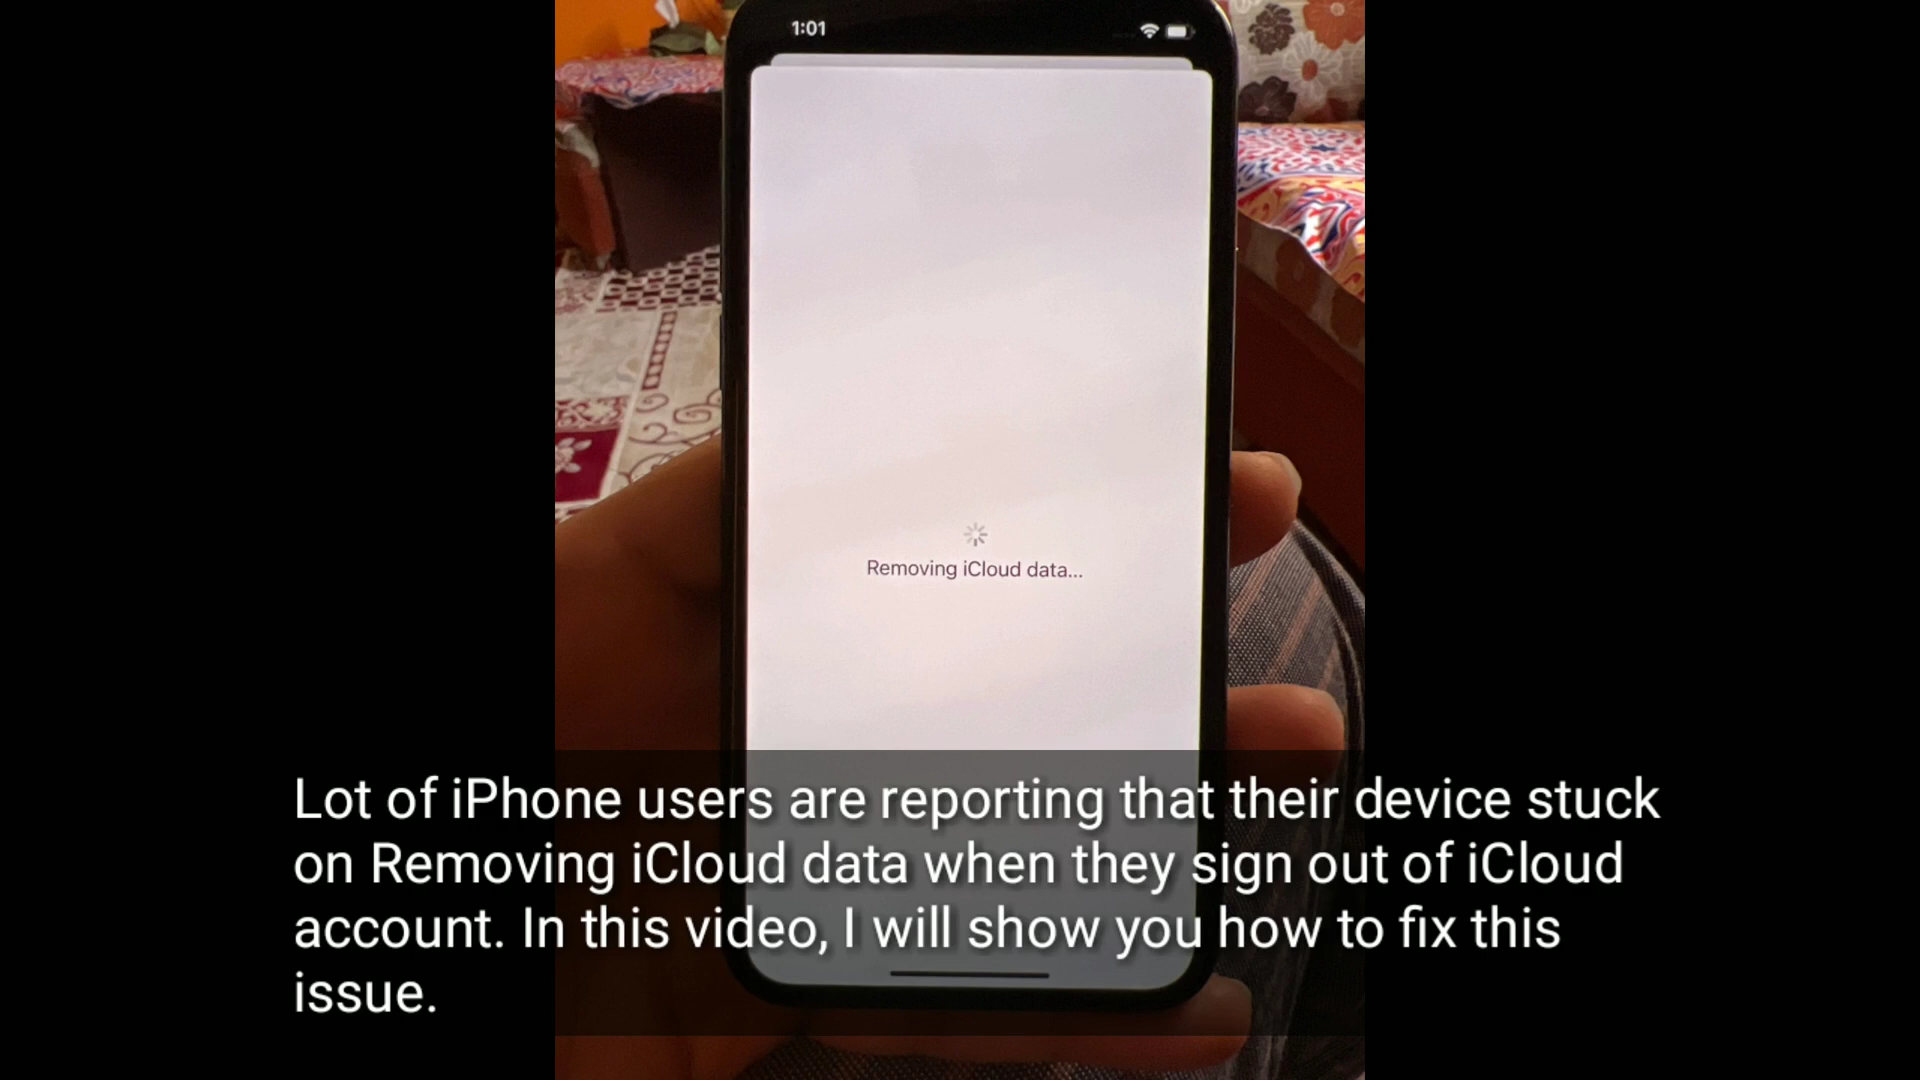 1:01
Removing iCloud data...
Lot of iPhone users are reporting that their device stuck
on Removing iCloud data when they sign out of iCloud
account. In this video, I will show you how to fix this
issue.